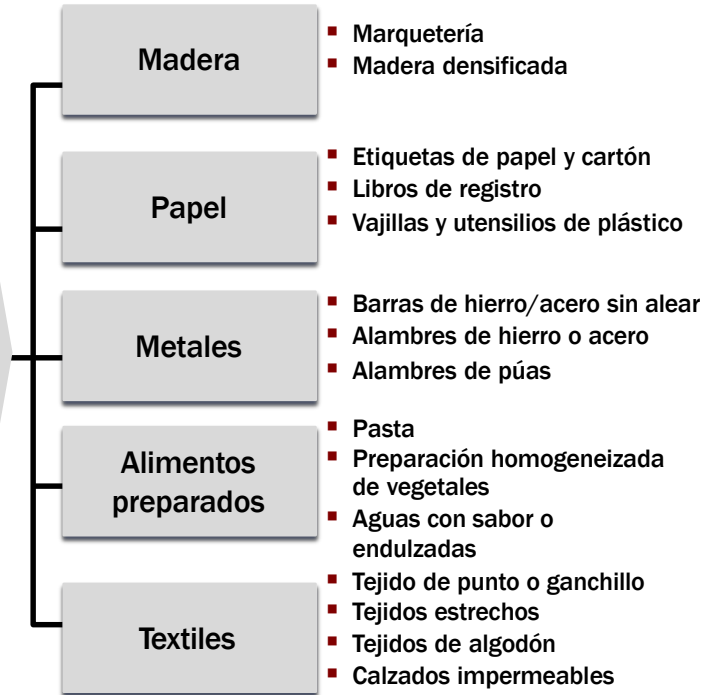 Madera
Marquetería
Madera densificada
Papel
Etiquetas de papel y cartón
Libros de registro
Vajillas y utensilios de plástico
Metales
Barras de hierro/acero sin alear
Alambres de hierro o acero
Alambres de púas
Alimentos
preparados
Pasta
Preparación homogeneizada
de vegetales
Aguas con sabor o
endulzadas
Textiles
Tejido de punto o ganchillo
Tejidos estrechos
Tejidos de algodón
Calzados impermeables